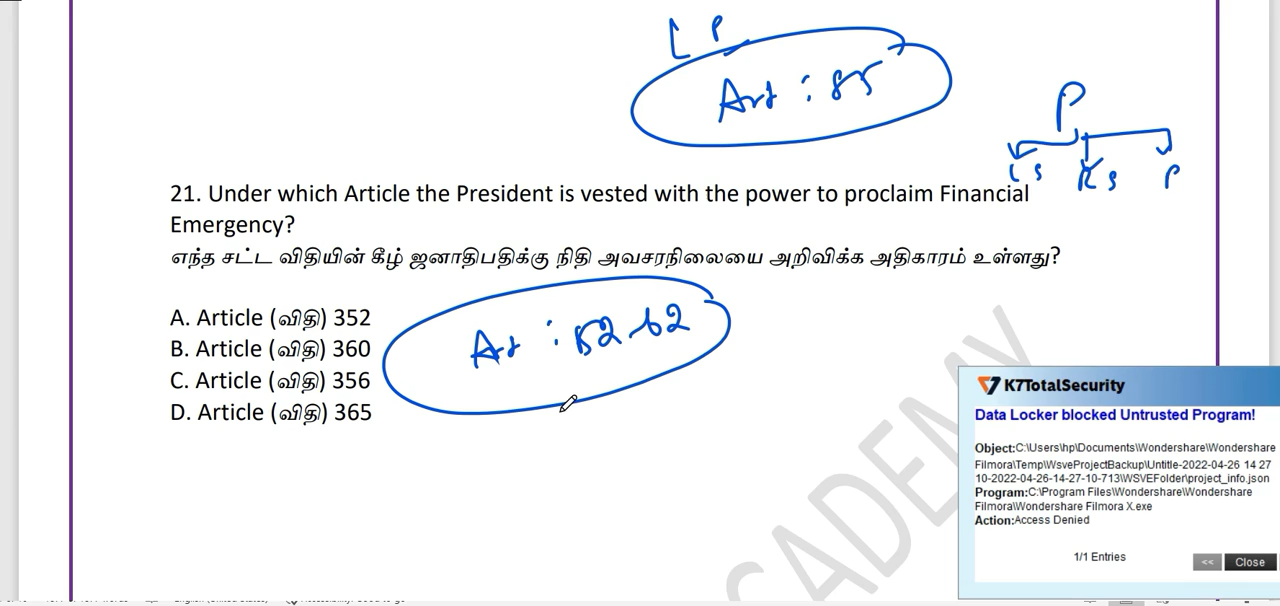 L P
Art : 85
P
LS RS P
21. Under which Article the President is vested with the power to proclaim Financial
Emergency?
எந்த சட்ட விதியின் கீழ் ஜனாதிபதிக்கு நிதி அவசரநிலையை அறிவிக்க அதிகாரம் உள்ளது?
A. Article (விதி) 352
B. Article (விதி) 360
C. Article (விதி) 356
D. Article (விதி) 365
Art : 52-62
CADEMY
K7TotalSecurity
Data Locker blocked Untrusted Program!
Object:C:\Users\hp\Documents\Wondershare\Wondershare
Filmora\Temp\WsveProjectBackup\Untitle-2022-04-26 14 27
10-2022-04-26-14-27-10-713\WSVEFolder\project_info.json
Program:C:\Program Files\Wondershare\Wondershare
Filmora\Wondershare Filmora X.exe
Action:Access Denied
1/1 Entries
<< Close